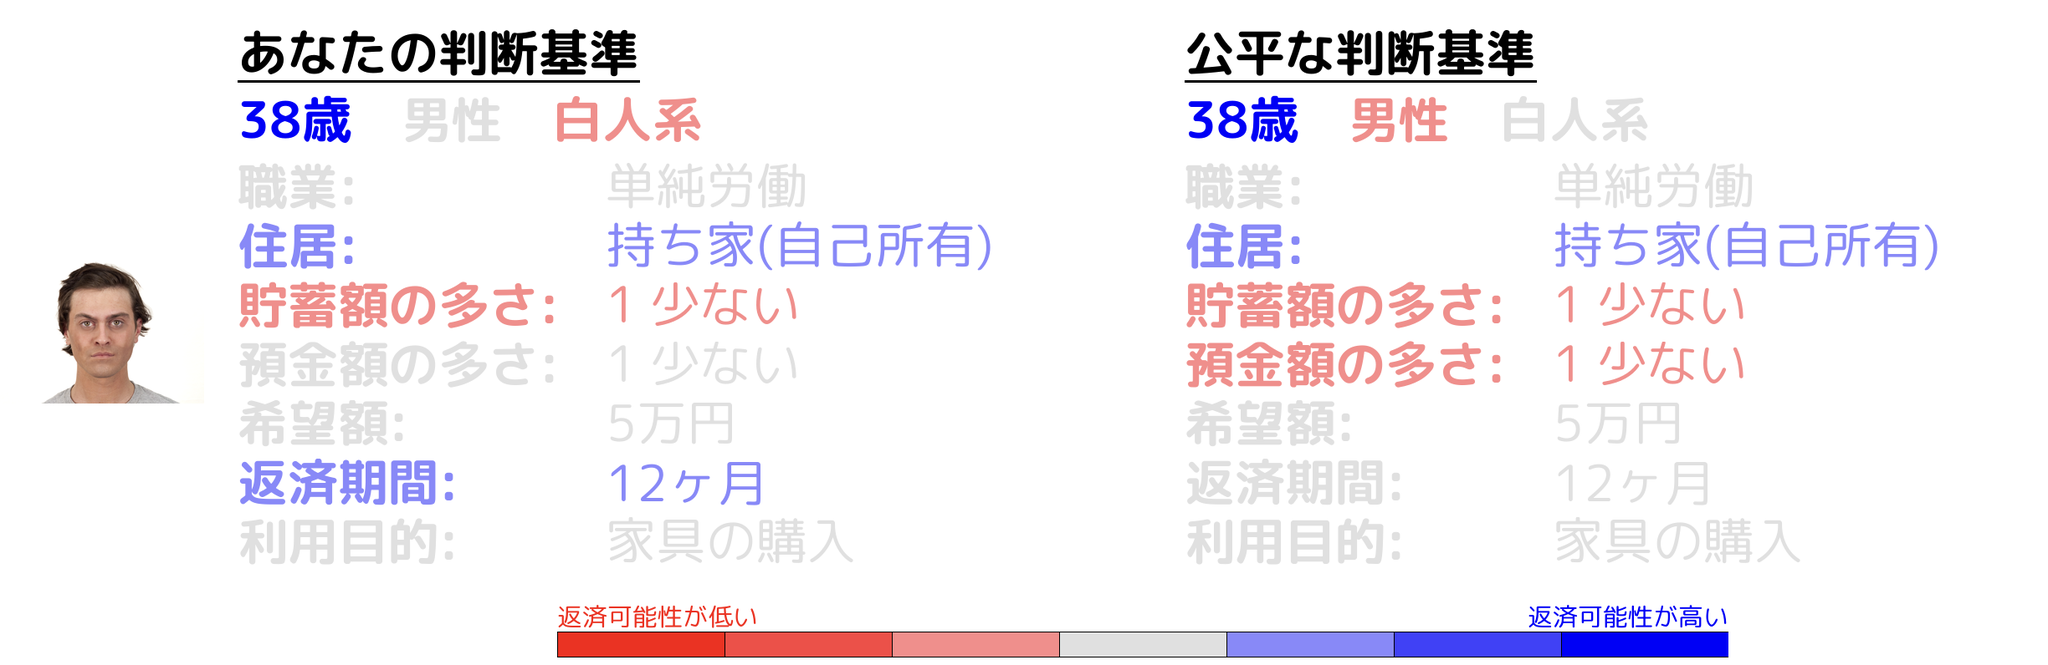 あなたの判断基準
38歳 男性 白人系
職業: 単純労働
住居: 持ち家(自己所有)
貯蓄額の多さ: 1 少ない
預金額の多さ: 1 少ない
希望額: 5万円
返済期間: 12ヶ月
利用目的: 家具の購入
公平な判断基準
38歳 男性 白人系
職業: 単純労働
住居: 持ち家(自己所有)
貯蓄額の多さ: 1 少ない
預金額の多さ: 1 少ない
希望額: 5万円
返済期間: 12ヶ月
利用目的: 家具の購入
返済可能性が低い
返済可能性が高い